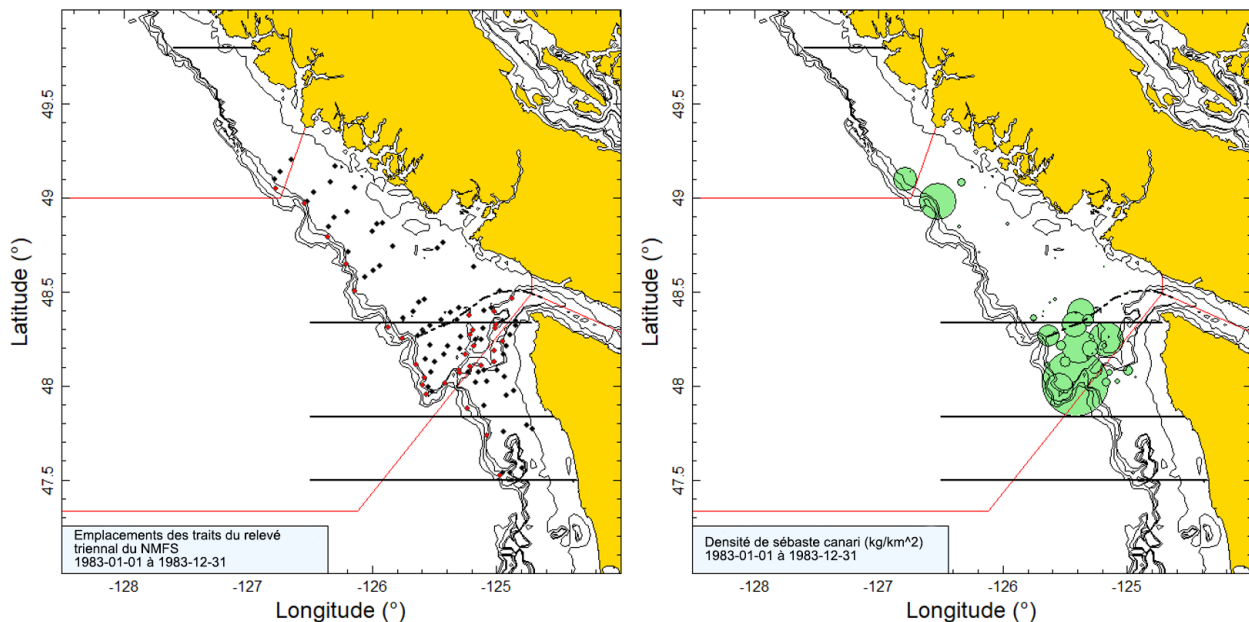 49.5
49
48.5
48
47.5
Latitude (°)
Emplacements des traits du relevé
triennal du NMFS
1983-01-01 à 1983-12-31
-128
-127
-126
-125
Longitude (°)
49.5
49
48.5
48
47.5
Latitude (°)
Densité de sébaste canari (kg/km^2)
1983-01-01 à 1983-12-31
-128
-127
-126
-125
Longitude (°)